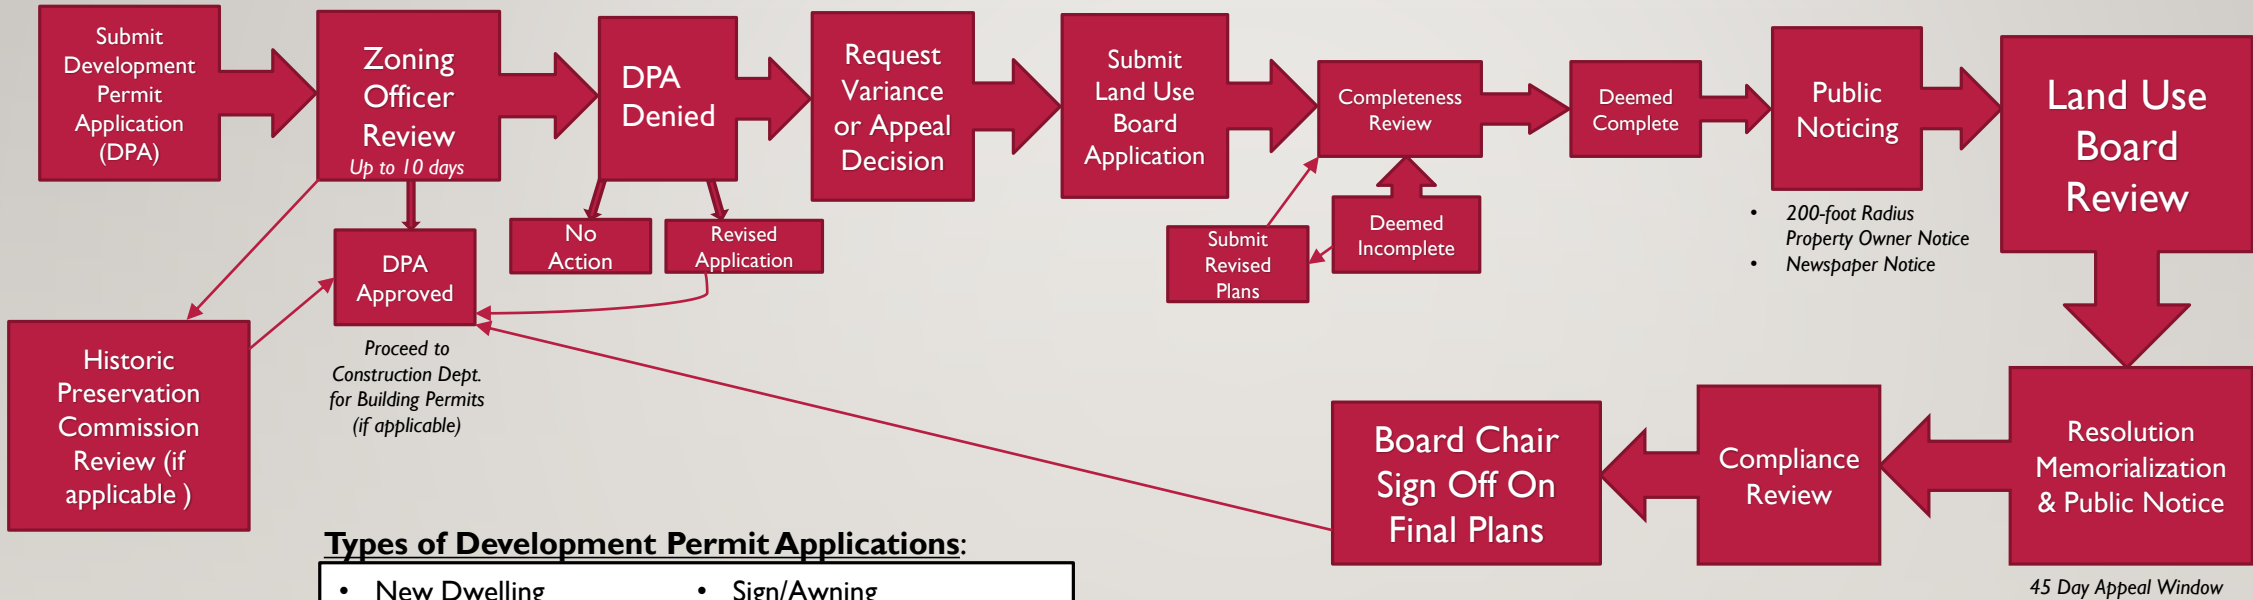 Submit
Development
Permit
Application
(DPA)
Zoning
Officer
Review
Up to 10 days
DPA
Denied
Request
Variance
or Appeal
Decision
Submit
Land Use
Board
Application
Completeness
Review
Deemed
Complete
Public
Noticing
Land Use
Board
Review
No
Action
Revised
Application
DPA
Approved
Proceed to
Construction Dept.
for Building Permits
(if applicable)
Submit
Revised
Plans
Deemed
Incomplete
• 200-foot Radius
Property Owner Notice
• Newspaper Notice
Historic
Preservation
Commission
Review (if
applicable )
Board Chair
Sign Off On
Final Plans
Compliance
Review
Resolution
Memorialization
& Public Notice
45 Day Appeal Window
Types of Development Permit Applications:
• New Dwelling
• Sign/Awning